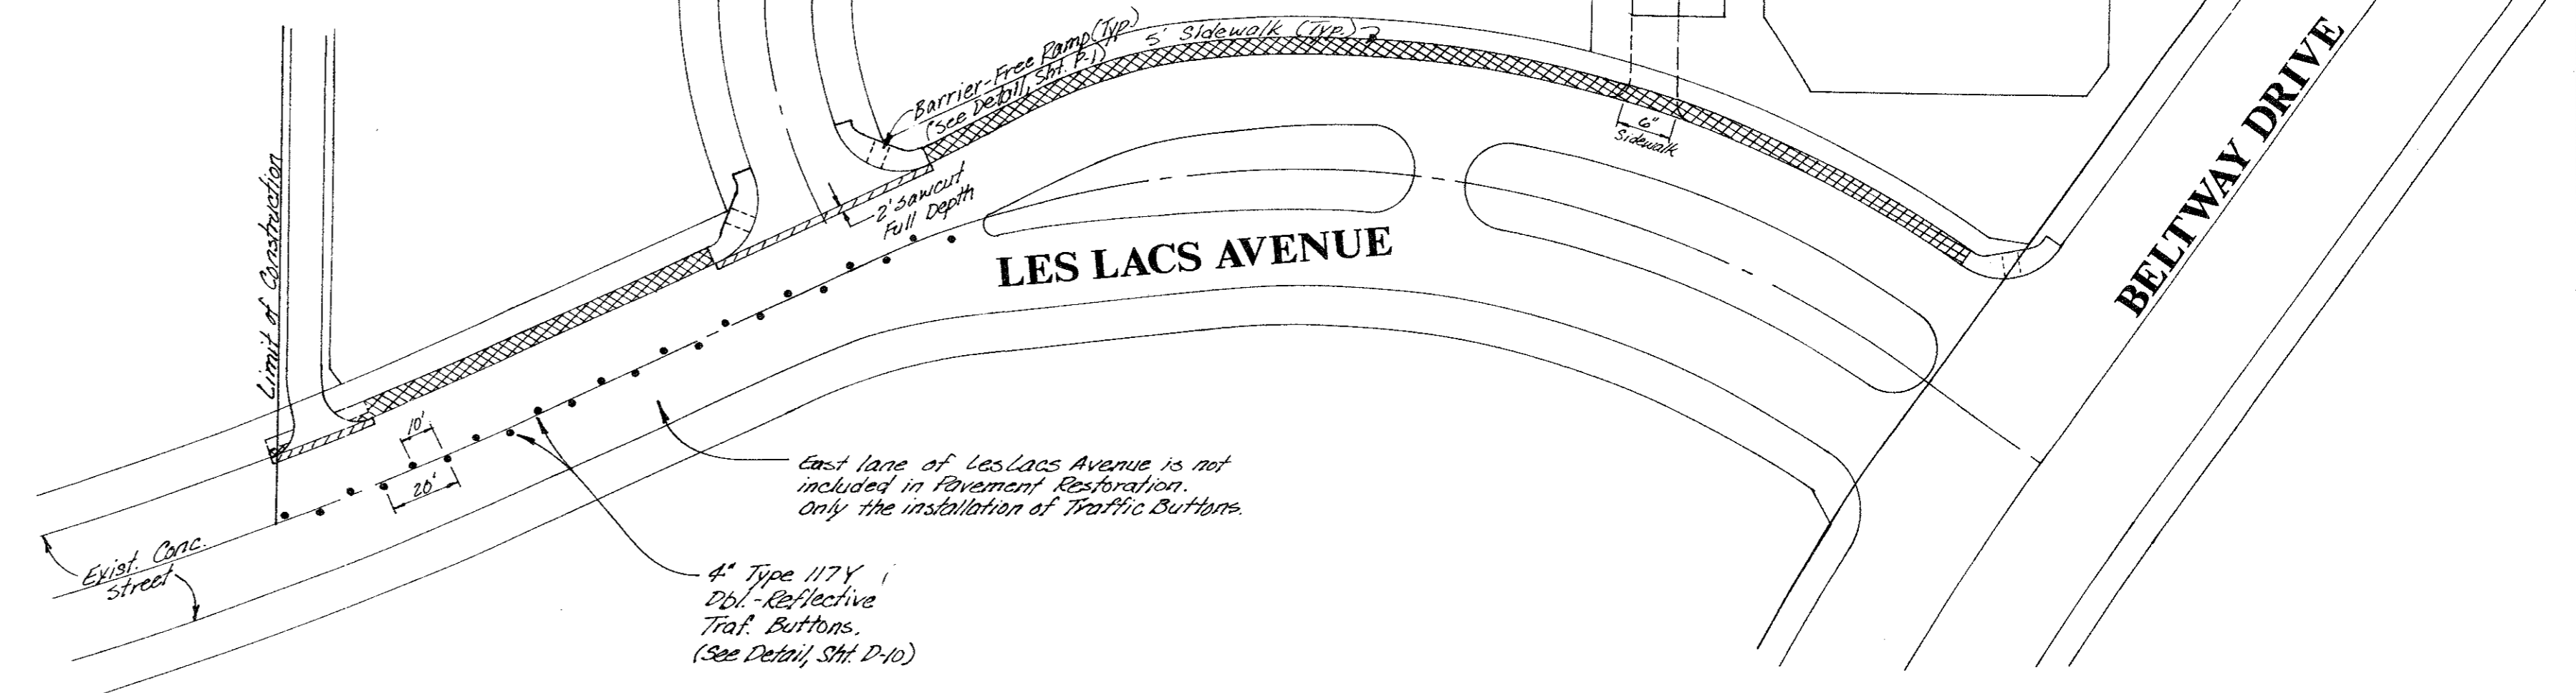 Barrier-Free Ramp (Typ)
(See Detail, Sht. P-1)
5' Sidewalk (Typ.)
6"
Sidewalk
BELTWAY DRIVE
Limit of Construction
2' Sawcut
Full Depth
LES LACS AVENUE
10'
20'
East lane of Les Lacs Avenue is not
included in Pavement Restoration.
Only the installation of Traffic Buttons.
Exist. Conc.
Street
4" Type 117Y
Dbl.-Reflective
Traf. Buttons.
(See Detail, Sht. D-10)